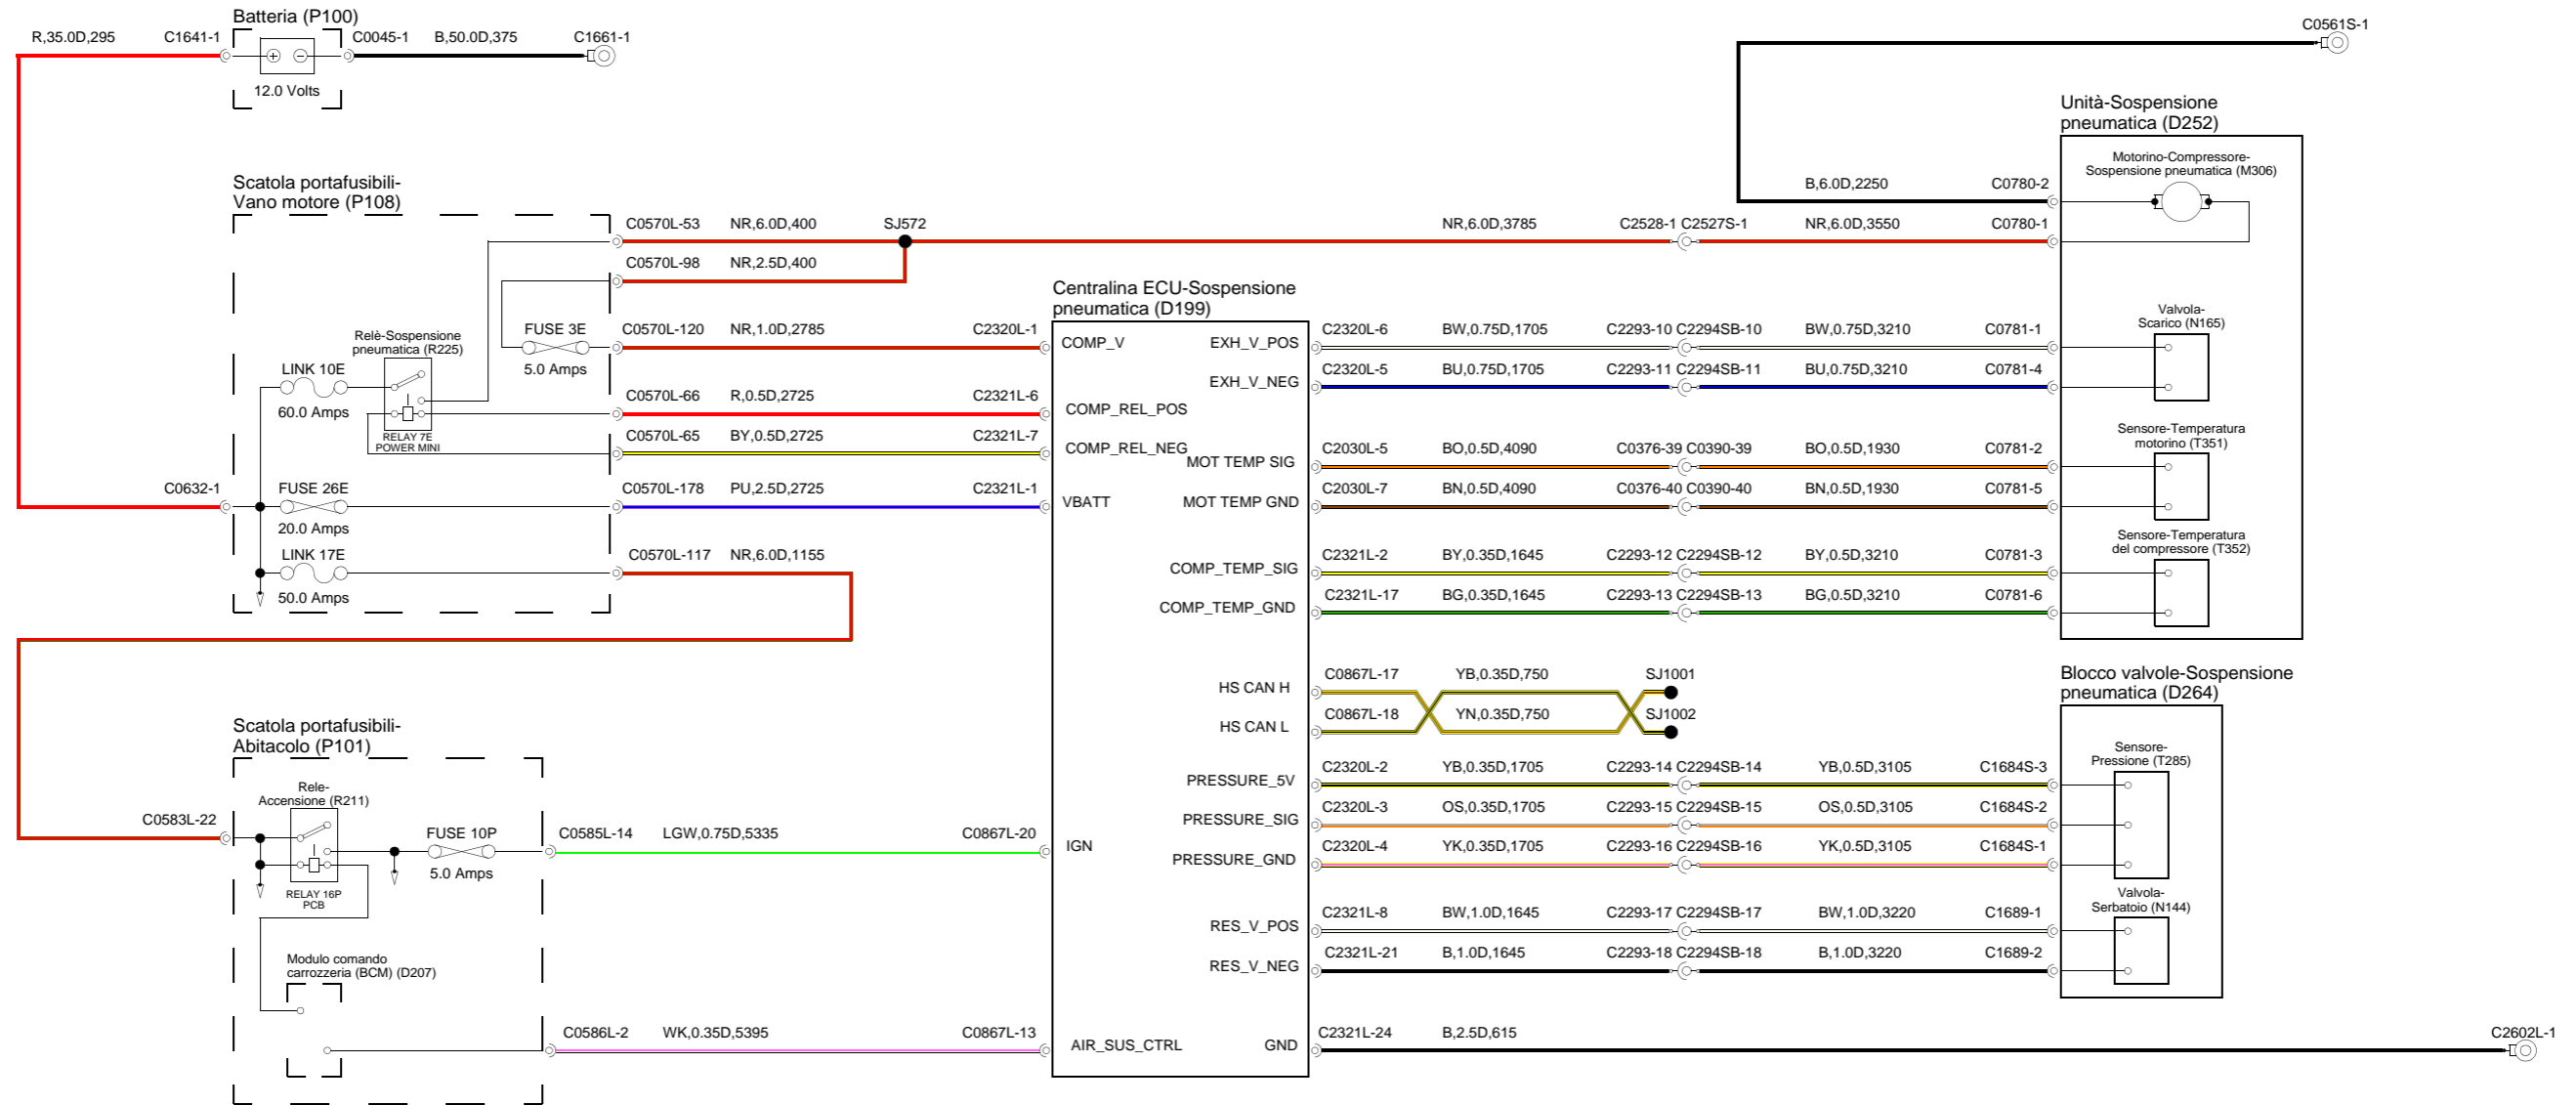 Batteria (P100)
R,35.0D,295
C1641-1
C0045-1
B,50.0D,375
C1661-1
12.0 Volts
C0561S-1
Unità-Sospensione
pneumatica (D252)
Motorino-Compressore-
Sospensione pneumatica (M306)
B,6.0D,2250
C0780-2
Scatola portafusibili-
Vano motore (P108)
C0570L-53
NR,6.0D,400
SJ572
NR,6.0D,3785
C2528-1 C2527S-1
NR,6.0D,3550
C0780-1
C0570L-98
NR,2.5D,400
Centralina ECU-Sospensione
pneumatica (D199)
Relè-Sospensione
pneumatica (R225)
FUSE 3E
5.0 Amps
C0570L-120
NR,1.0D,2785
C2320L-1
COMP_V
EXH_V_POS
C2320L-6
BW,0.75D,1705
C2293-10 C2294SB-10
BW,0.75D,3210
C0781-1
Valvola-
Scarico (N165)
LINK 10E
60.0 Amps
EXH_V_NEG
C2320L-5
BU,0.75D,1705
C2293-11 C2294SB-11
BU,0.75D,3210
C0781-4
C0570L-66
R,0.5D,2725
C2321L-6
COMP_REL_POS
RELAY 7E
POWER MINI
C0570L-65
BY,0.5D,2725
C2321L-7
COMP_REL_NEG
MOT TEMP SIG
C2030L-5
BO,0.5D,4090
C0376-39 C0390-39
BO,0.5D,1930
C0781-2
Sensore-Temperatura
motorino (T351)
C0632-1
FUSE 26E
20.0 Amps
C0570L-178
PU,2.5D,2725
C2321L-1
VBATT
MOT TEMP GND
C2030L-7
BN,0.5D,4090
C0376-40 C0390-40
BN,0.5D,1930
C0781-5
LINK 17E
50.0 Amps
C0570L-117
NR,6.0D,1155
COMP_TEMP_SIG
C2321L-2
BY,0.35D,1645
C2293-12 C2294SB-12
BY,0.5D,3210
C0781-3
Sensore-Temperatura
del compressore (T352)
COMP_TEMP_GND
C2321L-17
BG,0.35D,1645
C2293-13 C2294SB-13
BG,0.5D,3210
C0781-6
HS CAN H
C0867L-17
YB,0.35D,750
SJ1001
HS CAN L
C0867L-18
YN,0.35D,750
SJ1002
Blocco valvole-Sospensione
pneumatica (D264)
Scatola portafusibili-
Abitacolo (P101)
Sensore-
Pressione (T285)
PRESSURE_5V
C2320L-2
YB,0.35D,1705
C2293-14 C2294SB-14
YB,0.5D,3105
C1684S-3
Rele-
Accensione (R211)
C0583L-22
PRESSURE_SIG
C2320L-3
OS,0.35D,1705
C2293-15 C2294SB-15
OS,0.5D,3105
C1684S-2
FUSE 10P
5.0 Amps
C0585L-14
LGW,0.75D,5335
C0867L-20
IGN
PRESSURE_GND
C2320L-4
YK,0.35D,1705
C2293-16 C2294SB-16
YK,0.5D,3105
C1684S-1
RELAY 16P
PCB
Valvola-
Serbatoio (N144)
RES_V_POS
C2321L-8
BW,1.0D,1645
C2293-17 C2294SB-17
BW,1.0D,3220
C1689-1
RES_V_NEG
C2321L-21
B,1.0D,1645
C2293-18 C2294SB-18
B,1.0D,3220
C1689-2
Modulo comando
carrozzeria (BCM) (D207)
C0586L-2
WK,0.35D,5395
C0867L-13
AIR_SUS_CTRL
GND
C2321L-24
B,2.5D,615
C2602L-1